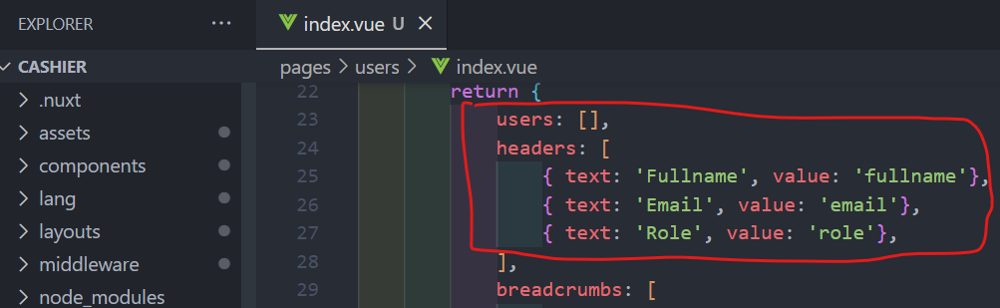 EXPLORER ...
index.vue U ×
CASHIER
pages > users > index.vue
> .nuxt
> assets
> components
> lang
> layouts
> middleware
> node_modules
22 return {
23 users: [],
24 headers: [
25 { text: 'Fullname', value: 'fullname'},
26 { text: 'Email', value: 'email'},
27 { text: 'Role', value: 'role'},
28 ],
29 breadcrumbs: [